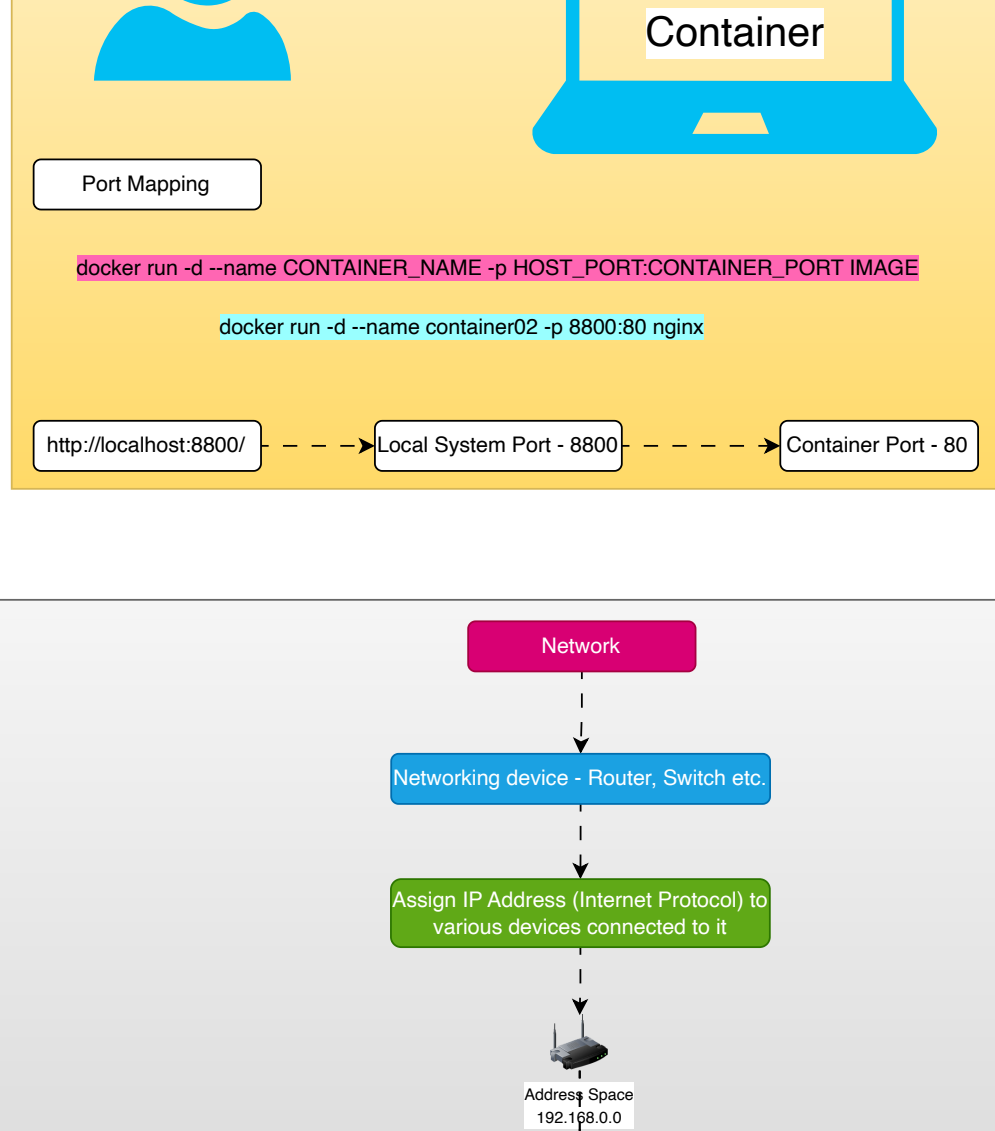 Container
Port Mapping
docker run -d --name CONTAINER_NAME -p HOST_PORT:CONTAINER_PORT IMAGE
docker run -d --name container02 -p 8800:80 nginx
http://localhost:8800/
Local System Port - 8800
Container Port - 80
Network
Networking device - Router, Switch etc.
Assign IP Address (Internet Protocol) to
various devices connected to it
Address Space
192.168.0.0